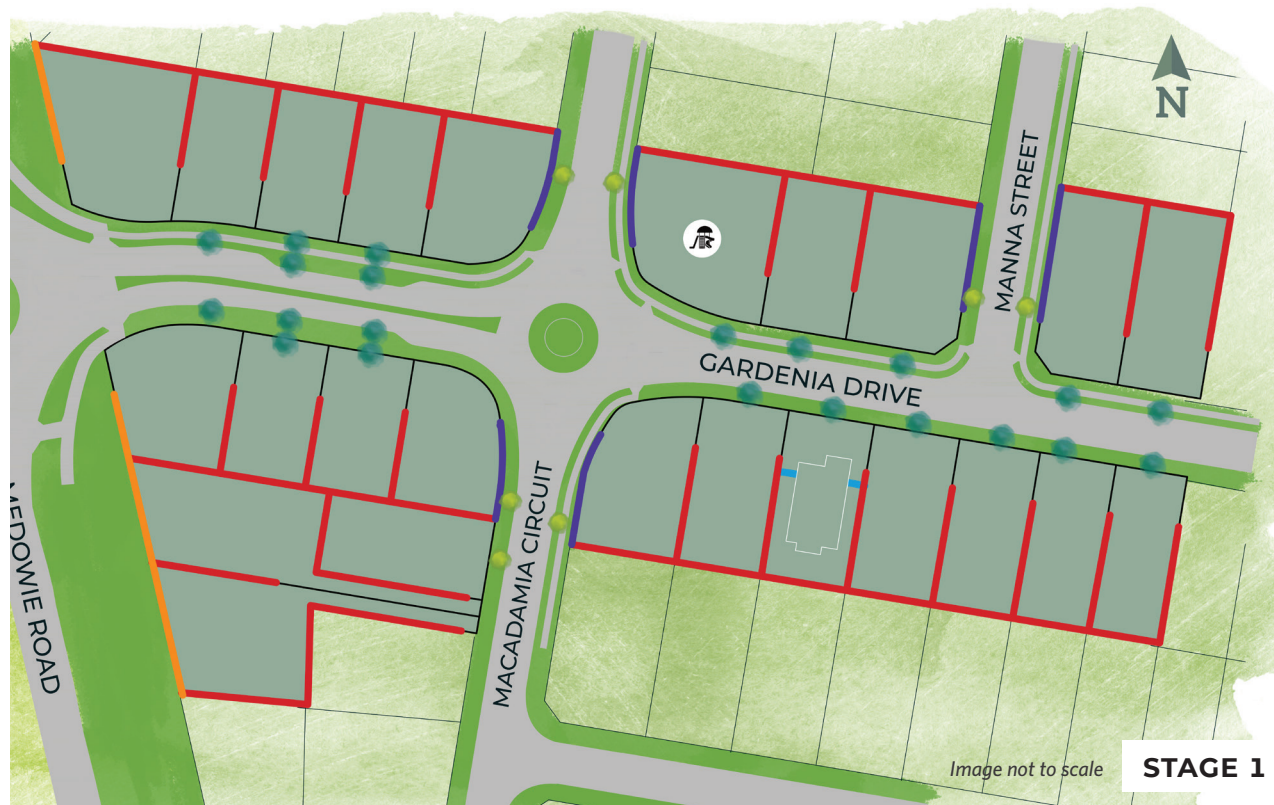 N
MANNA STREET
GARDENIA DRIVE
MACADAMIA CIRCUIT
MEDOWIE ROAD
Image not to scale
STAGE 1